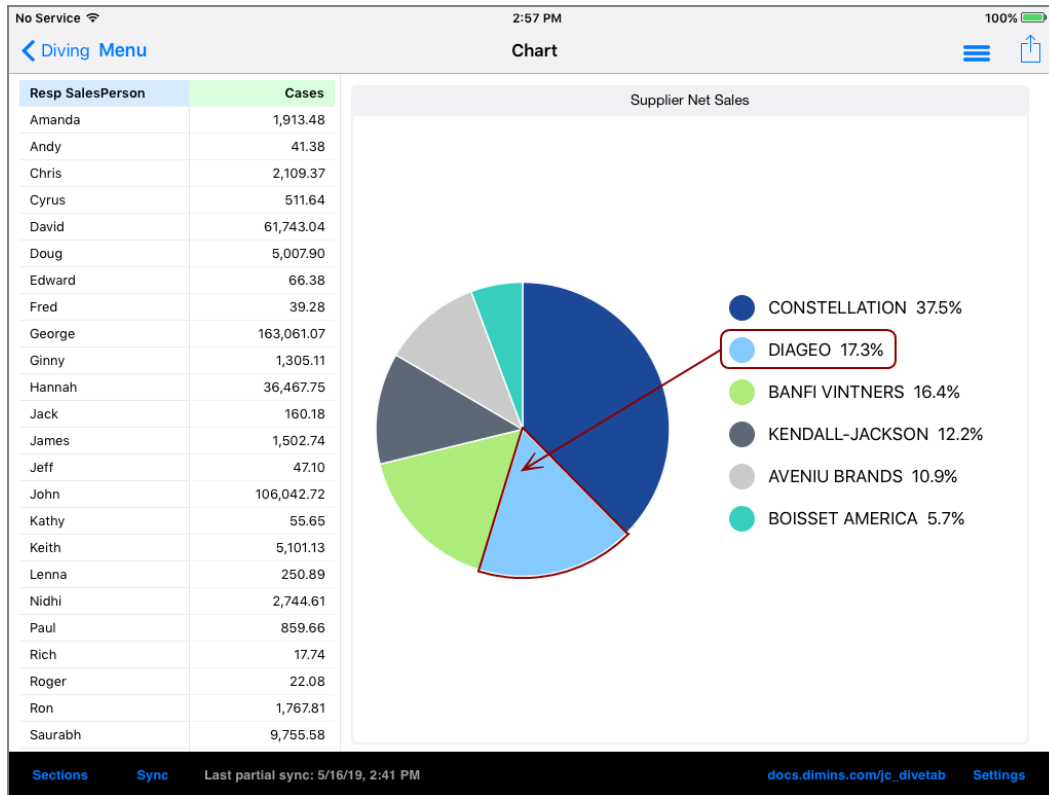 No Service 2:57 PM 100%
Diving Menu Chart
Resp SalesPerson Cases
Amanda 1,913.48
Andy 41.38
Chris 2,109.37
Cyrus 511.64
David 61,743.04
Doug 5,007.90
Edward 66.38
Fred 39.28
George 163,061.07
Ginny 1,305.11
Hannah 36,467.75
Jack 160.18
James 1,502.74
Jeff 47.10
John 106,042.72
Kathy 55.65
Keith 5,101.13
Lenna 250.89
Nidhi 2,744.61
Paul 859.66
Rich 17.74
Roger 22.08
Ron 1,767.81
Saurabh 9,755.58
Supplier Net Sales
CONSTELLATION 37.5%
DIAGEO 17.3%
BANFI VINTNERS 16.4%
KENDALL-JACKSON 12.2%
AVENIU BRANDS 10.9%
BOISSET AMERICA 5.7%
Sections Sync Last partial sync: 5/16/19, 2:41 PM docs.dimins.com/jc_divetab Settings